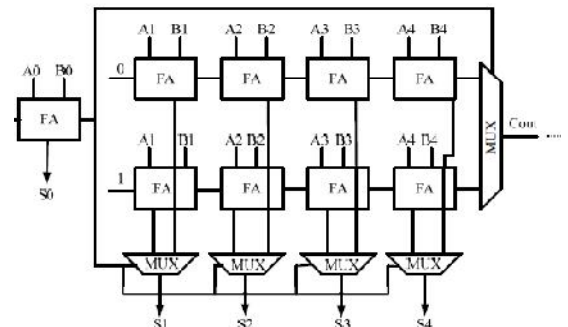 A1 B1 A2 B2 A3 B3 A4 B4
0 FA FA FA FA
A0 B0
FA
MUX Cout
A1 B1 A2 B2 A3 B3 A4 B4
1 FA FA FA FA
S0
MUX MUX MUX MUX
S1 S2 S3 S4